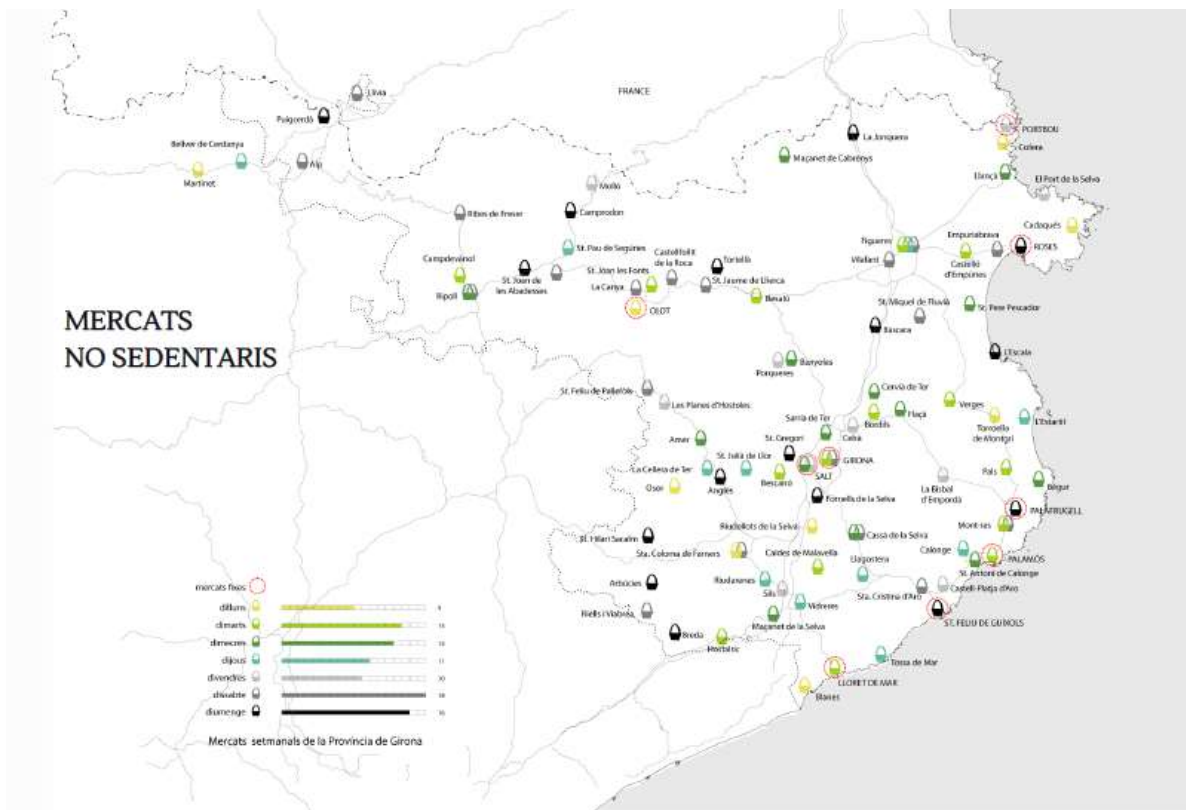 MERCATS
NO SEDENTARIS
FRANCE
Llívia
Puigcerdà
Bellver de Cerdanya
Martinet
Alp
La Jonquera
Maçanet de Cabrenys
PORTBOU
Colera
Llançà
El Port de la Selva
Cadaqués
Molló
Camprodon
Ribes de Freser
St. Pau de Segúries
Campdevànol
Ripoll
St. Joan de
les Abadesses
St. Joan les Fonts
La Canya
Castellfollit
de la Roca
Tortellà
St. Jaume de Llierca
OLOT
Besalú
Figueres
Vilafant
Empuriabrava
Castelló
d'Empúries
ROSES
St. Miquel de Fluvià
Bàscara
St. Pere Pescador
L'Escala
Porqueres
Banyoles
St. Feliu de Pallerols
Les Planes d'Hostoles
Cervià de Ter
Bordils
Flaçà
Verges
Torroella
de Montgrí
L'Estartit
Sarrià de Ter
Celrà
Amer
St. Gregori
St. Julià de Llor
La Cellera de Ter
Osor
Anglès
Bescanó
SALT
GIRONA
Pals
La Bisbal
d'Empordà
Begur
Fornells de la Selva
PALAFRUGELL
Mont-ras
Riudellots de la Selva
Cassà de la Selva
St. Hilari Sacalm
Sta. Coloma de Farners
Caldes de Malavella
Llagostera
Calonge
PALAMÓS
St. Antoni de Calonge
Castell-Platja d'Aro
Sta. Cristina d'Aro
ST. FELIU DE GUIXOLS
Arbúcies
Riudarenes
Sils
Vidreres
Riells i Viabrea
Maçanet de la Selva
Breda
Hostalric
Tossa de Mar
LLORET DE MAR
Blanes
mercats fixes
dilluns
dimarts
dimecres
dijous 11
divendres
dissabte
diumenge
Mercats setmanals de la Província de Girona